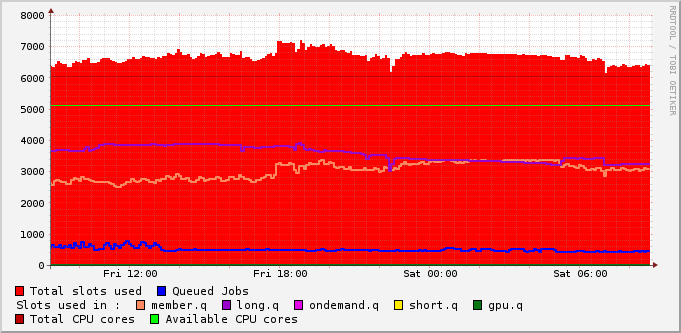 8000
7000
6000
5000
4000
3000
2000
1000
0
Fri 12:00 Fri 18:00 Sat 00:00 Sat 06:00
Total slots used Queued Jobs
Slots used in : member.q long.q ondemand.q short.q gpu.q
Total CPU cores Available CPU cores
RRDTOOL / TOBI OETIKER